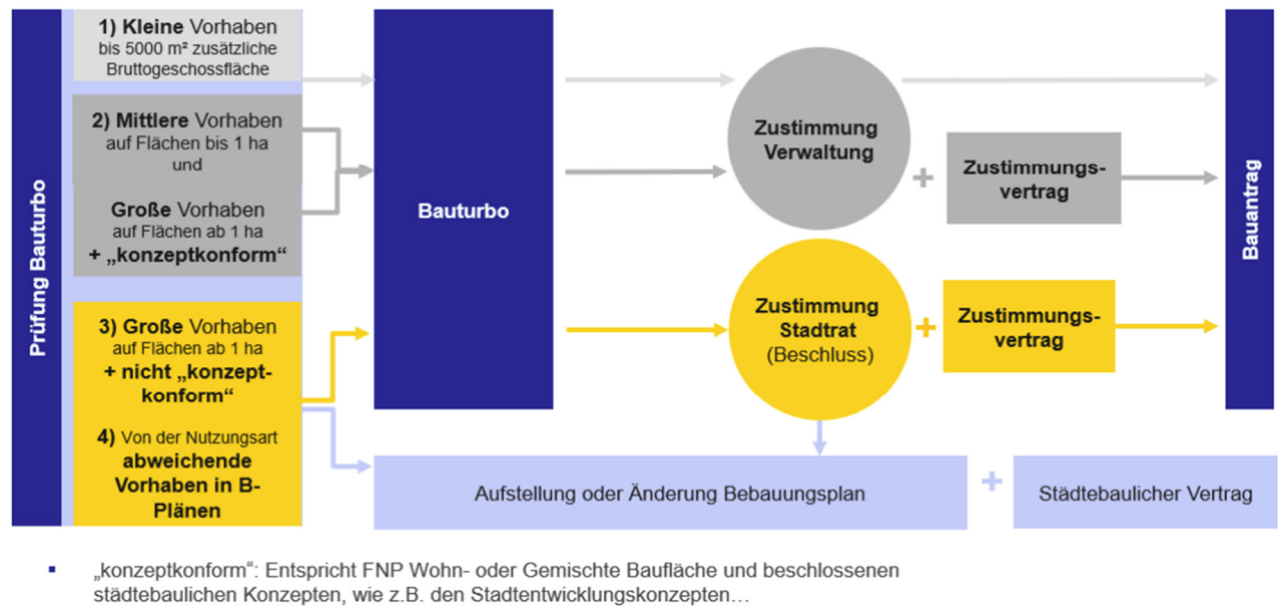 Prüfung Bauturbo
1) Kleine Vorhaben
bis 5000 m² zusätzliche
Bruttogeschossfläche
2) Mittlere Vorhaben
auf Flächen bis 1 ha
und
Große Vorhaben
auf Flächen ab 1 ha
+ „konzeptkonform“
3) Große Vorhaben
auf Flächen ab 1 ha
+ nicht „konzept-
konform“
4) Von der Nutzungsart
abweichende
Vorhaben in B-
Plänen
Bauturbo
Zustimmung
Verwaltung
+
Zustimmungs-
vertrag
Zustimmung
Stadtrat
(Beschluss)
+
Zustimmungs-
vertrag
Bauantrag
Aufstellung oder Änderung Bebauungsplan
+
Städtebaulicher Vertrag
▪ „konzeptkonform“: Entspricht FNP Wohn- oder Gemischte Baufläche und beschlossenen
städtebaulichen Konzepten, wie z.B. den Stadtentwicklungskonzepten…